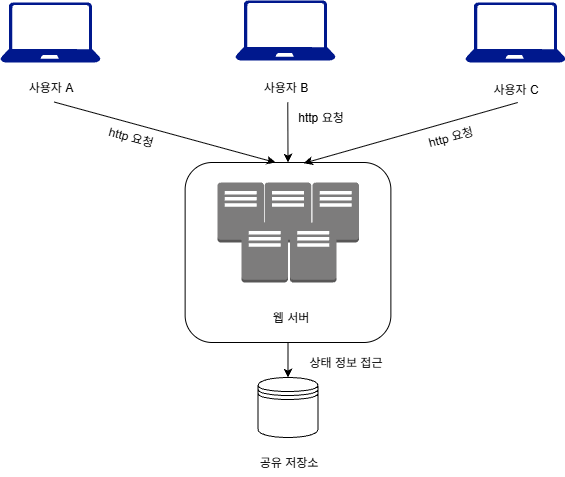 사용자 A
사용자 B
사용자 C
http 요청
http 요청
http 요청
웹 서버
상태 정보 접근
공유 저장소